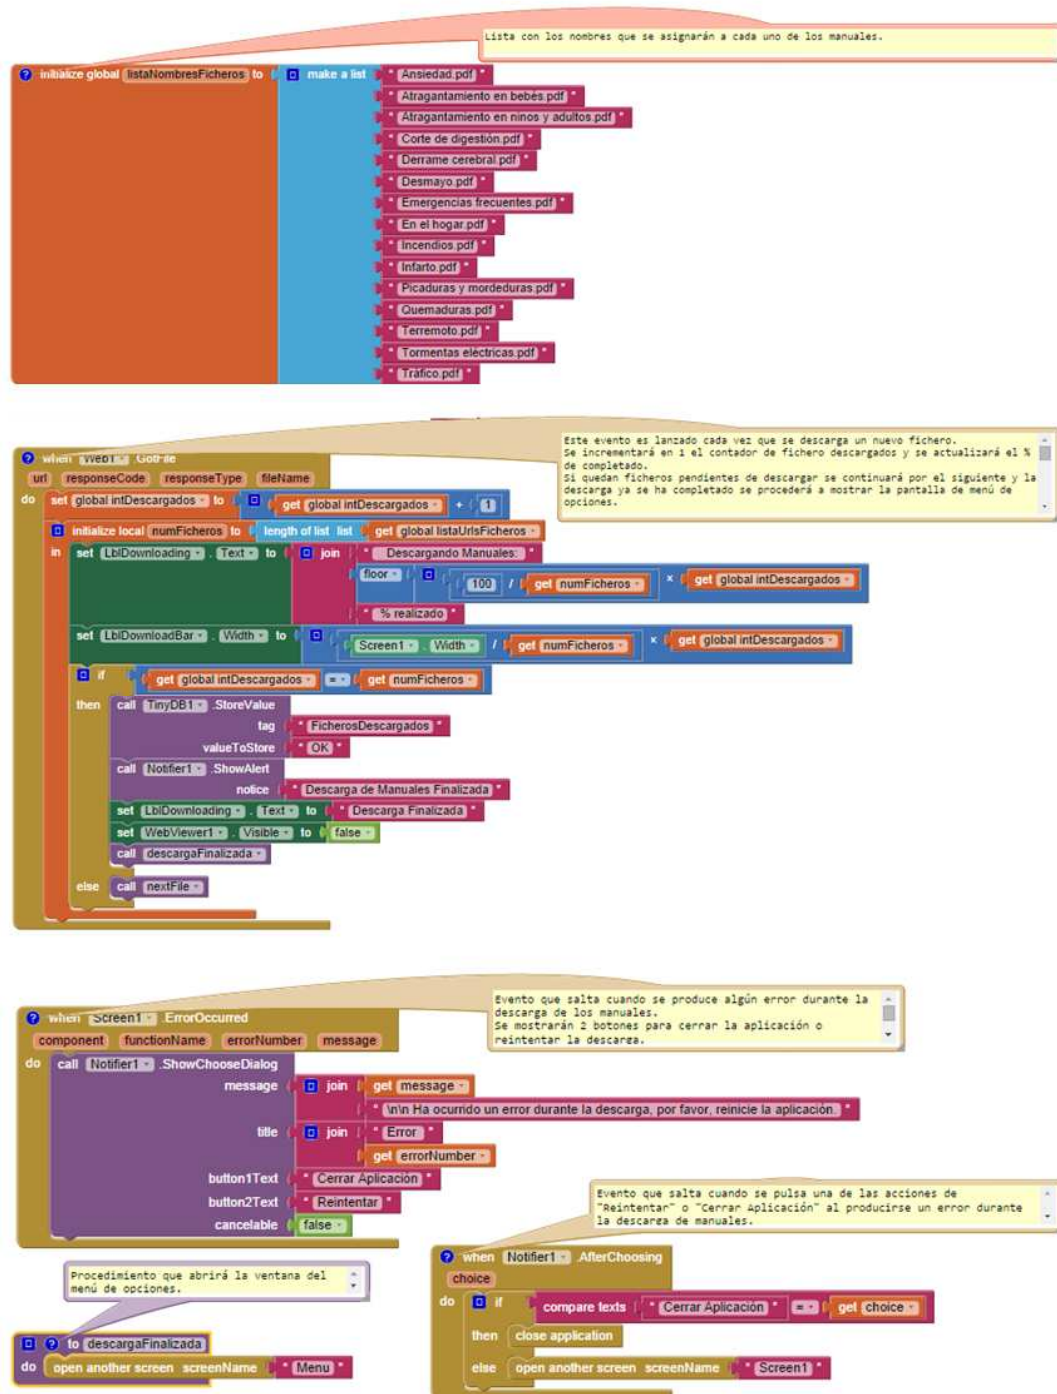 Lista con los nombres que se asignarán a cada uno de los manuales.
initialize global listaNombresFicheros to make a list " Ansiedad.pdf "
" Atragantamiento en bebés.pdf "
" Atragantamiento en ninos y adultos.pdf "
" Corte de digestión.pdf "
" Derrame cerebral.pdf "
" Desmayo.pdf "
" Emergencias frecuentes.pdf "
" En el hogar.pdf "
" Incendios.pdf "
" Infarto.pdf "
" Picaduras y mordeduras.pdf "
" Quemaduras.pdf "
" Terremoto.pdf "
" Tormentas eléctricas.pdf "
" Tráfico.pdf "
Este evento es lanzado cada vez que se descarga un nuevo fichero.
Se incrementará en 1 el contador de fichero descargados y se actualizará el %
de completado.
Si quedan ficheros pendientes de descargar se continuará por el siguiente y la
descarga ya se ha completado se procederá a mostrar la pantalla de menú de
opciones.
when Web1 .GotFile
url responseCode responseType fileName
do set global intDescargados to get global intDescargados + 1
initialize local numFicheros to length of list list get global listaUrlsFicheros
in set LblDownloading . Text to join " Descargando Manuales: "
floor 100 / get numFicheros × get global intDescargados
" % realizado "
set LblDownloadBar . Width to Screen1 . Width / get numFicheros × get global intDescargados
if get global intDescargados = get numFicheros
then call TinyDB1 .StoreValue
tag " FicherosDescargados "
valueToStore " OK "
call Notifier1 .ShowAlert
notice " Descarga de Manuales Finalizada "
set LblDownloading . Text to " Descarga Finalizada "
set WebViewer1 . Visible to false
call descargaFinalizada
else call nextFile
Evento que salta cuando se produce algún error durante la
descarga de los manuales.
Se mostrarán 2 botones para cerrar la aplicación o
reintentar la descarga.
when Screen1 .ErrorOccurred
component functionName errorNumber message
do call Notifier1 .ShowChooseDialog
message join get message
" \n\n Ha ocurrido un error durante la descarga, por favor, reinicie la aplicación. "
title join " Error "
get errorNumber
button1Text " Cerrar Aplicación "
button2Text " Reintentar "
cancelable false
Evento que salta cuando se pulsa una de las acciones de
"Reintentar" o "Cerrar Aplicación" al producirse un error durante
la descarga de manuales.
when Notifier1 .AfterChoosing
choice
do if compare texts " Cerrar Aplicación " = get choice
then close application
else open another screen screenName " Screen1 "
Procedimiento que abrirá la ventana del
menú de opciones.
to descargaFinalizada
do open another screen screenName " Menu "